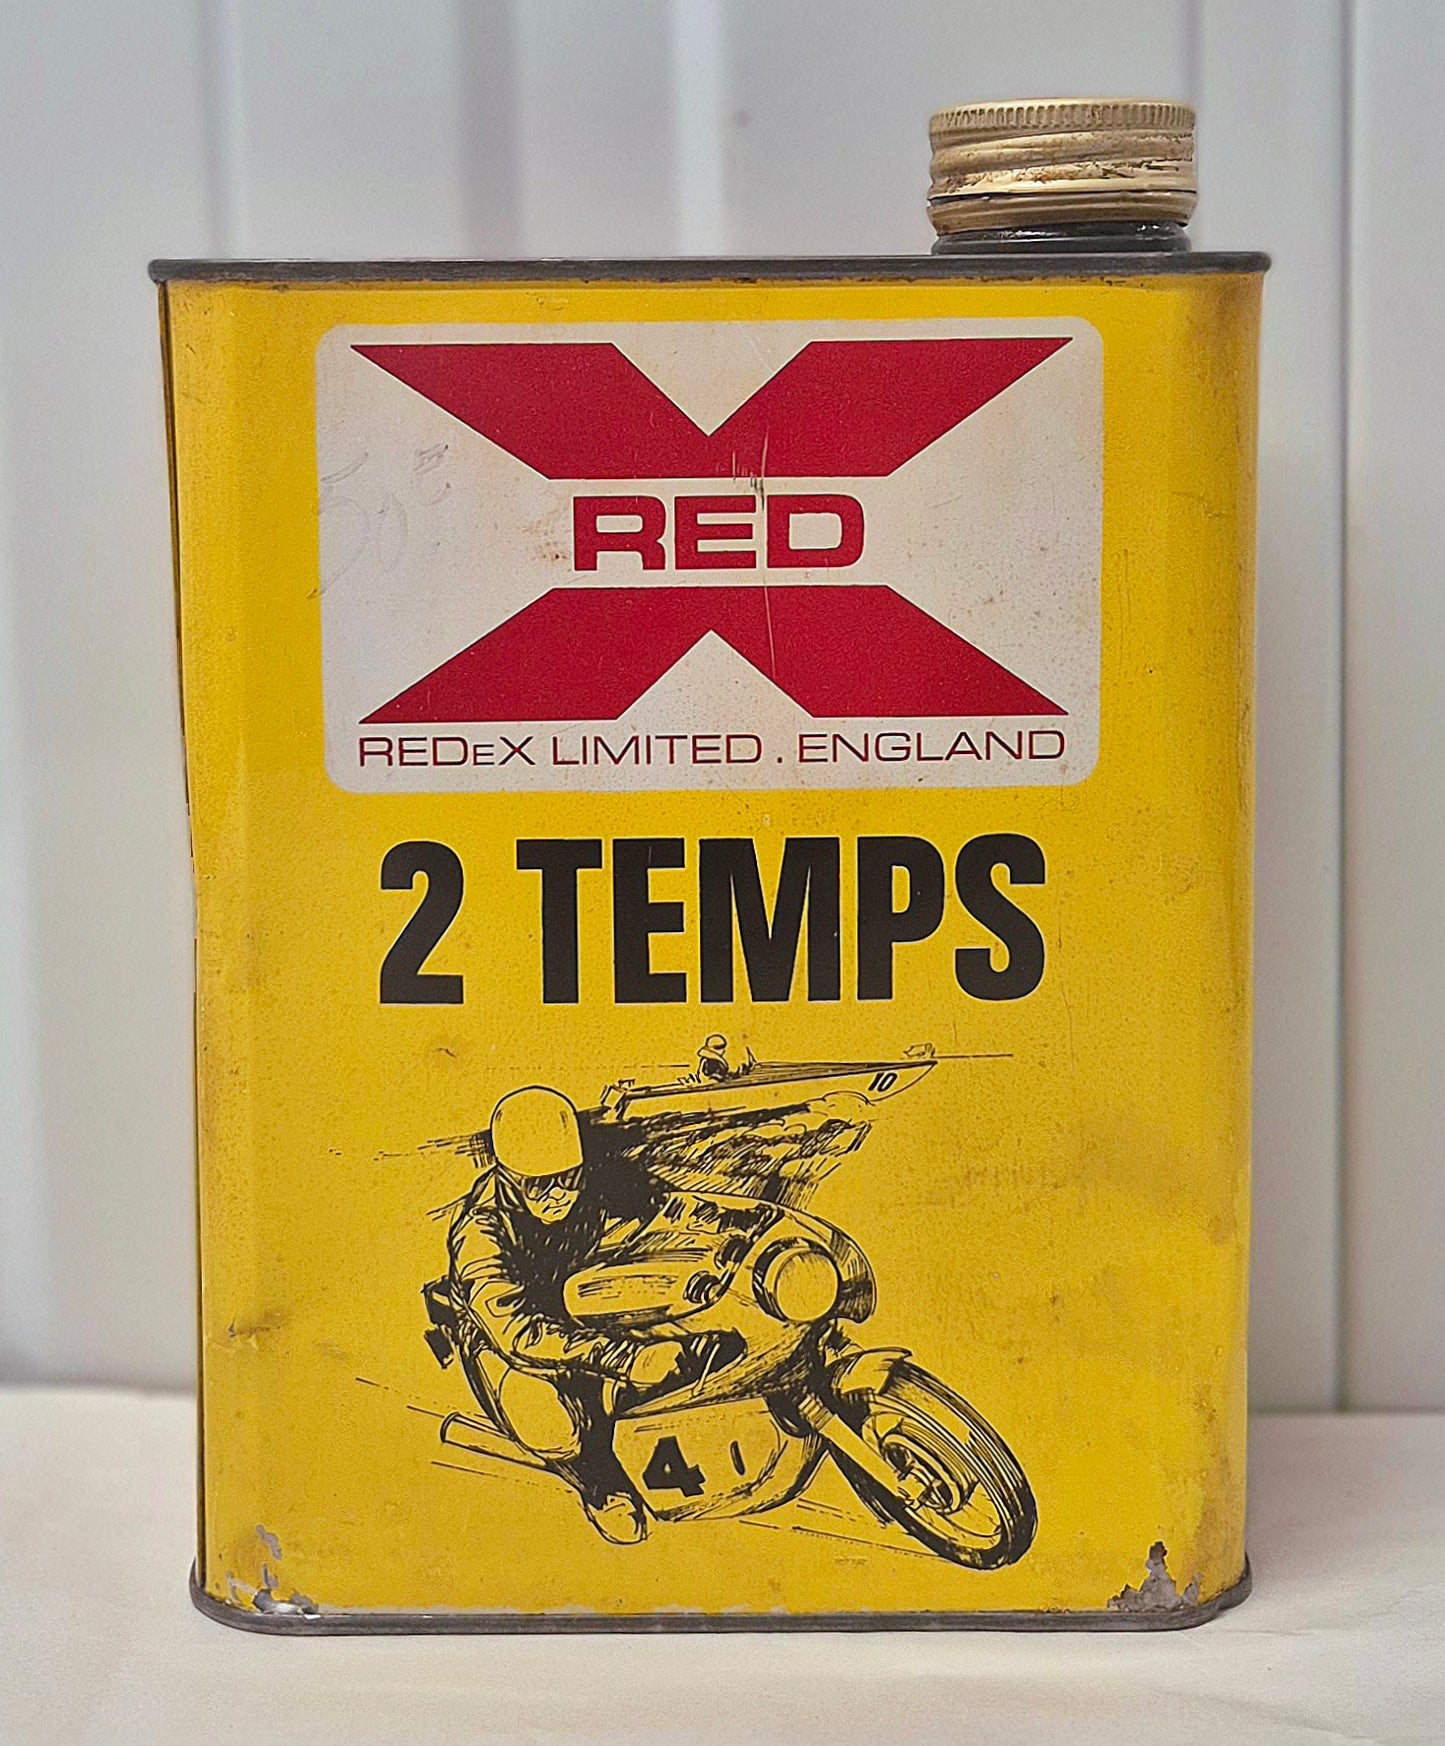 RED
REDEX LIMITED . ENGLAND
2 TEMPS
10
4